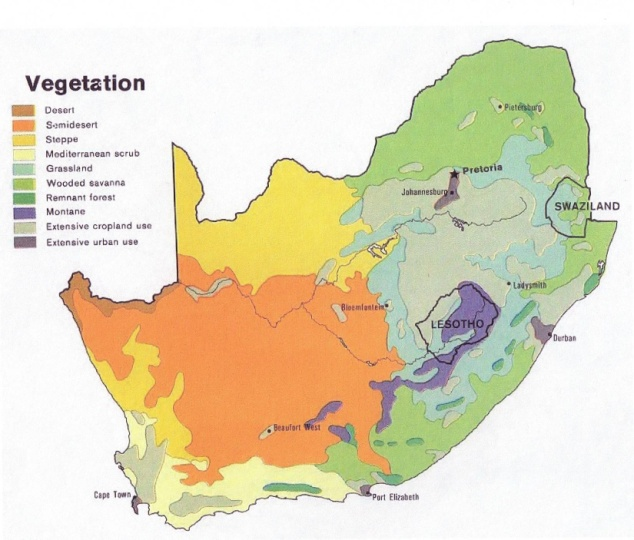 Vegetation
Desert
Semidesert
Steppe
Mediterranean scrub
Grassland
Wooded savanna
Remnant forest
Montane
Extensive cropland use
Extensive urban use
Pietersburg
Pretoria
Johannesburg
SWAZILAND
Ladysmith
Bloemfontein
LESOTHO
Durban
Beaufort West
Cape Town
Port Elizabeth